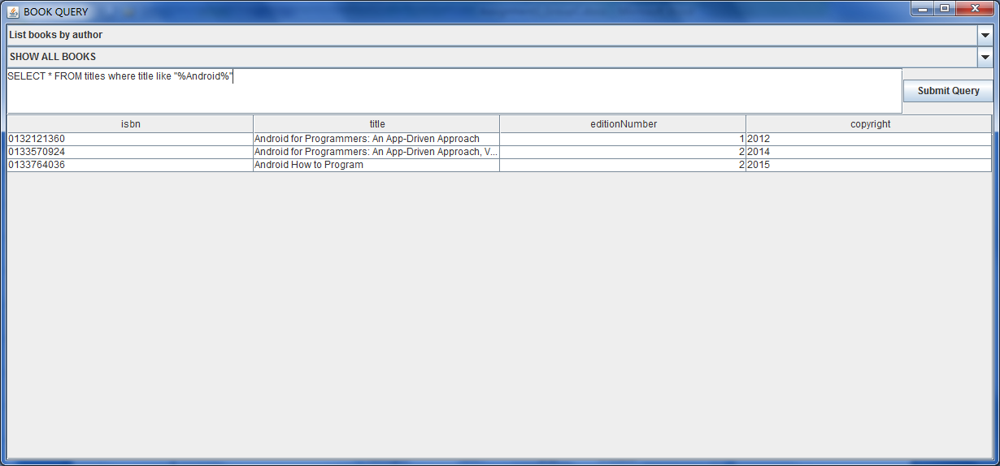 BOOK QUERY
List books by author
SHOW ALL BOOKS
SELECT * FROM titles where title like "%Android%"
Submit Query
isbn title editionNumber copyright
0132121360 Android for Programmers: An App-Driven Approach 1 2012
0133570924 Android for Programmers: An App-Driven Approach, V... 2 2014
0133764036 Android How to Program 2 2015